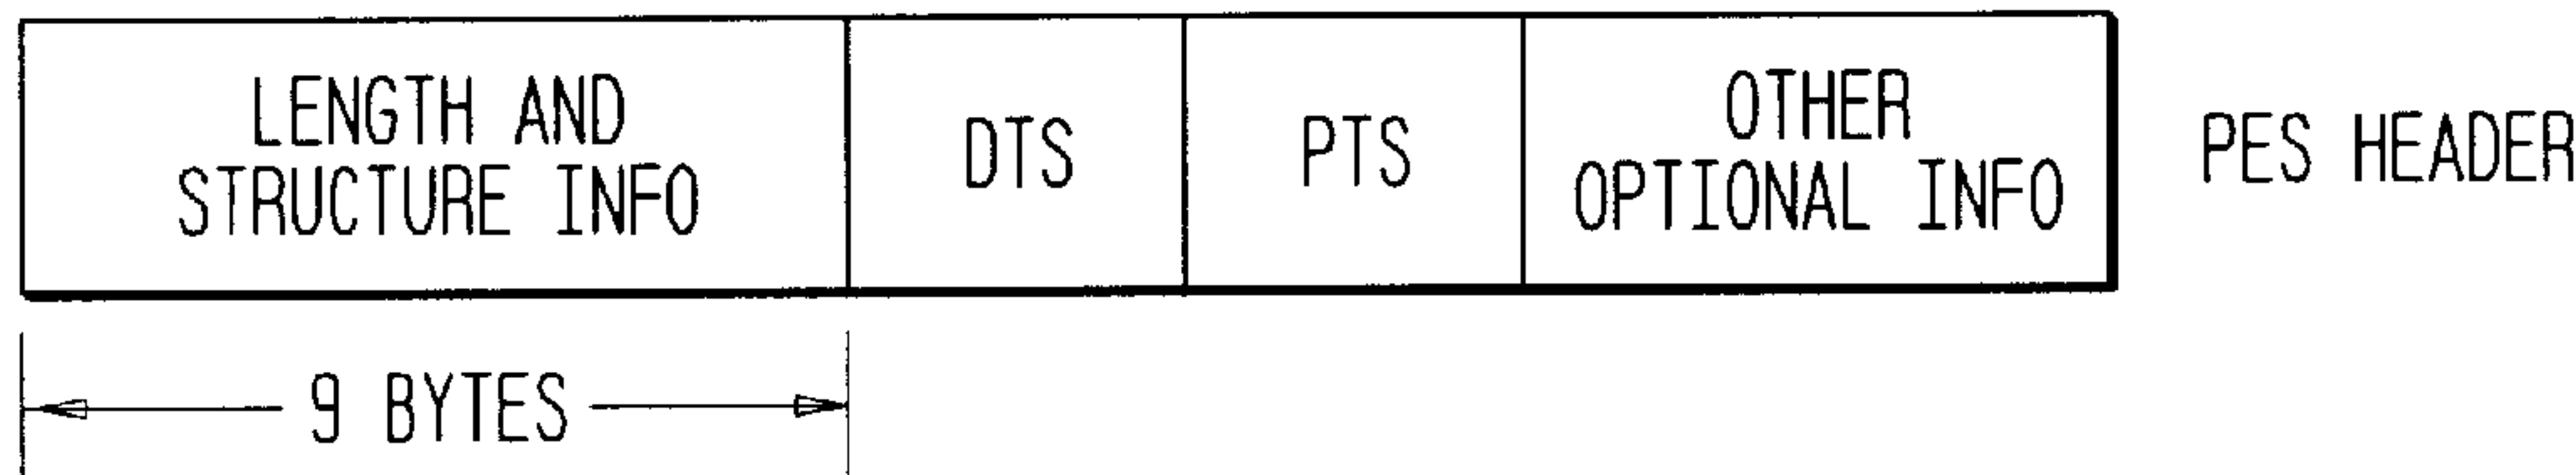 LENGTH AND
STRUCTURE INFO
DTS
PTS
OTHER
OPTIONAL INFO
PES HEADER
9 BYTES